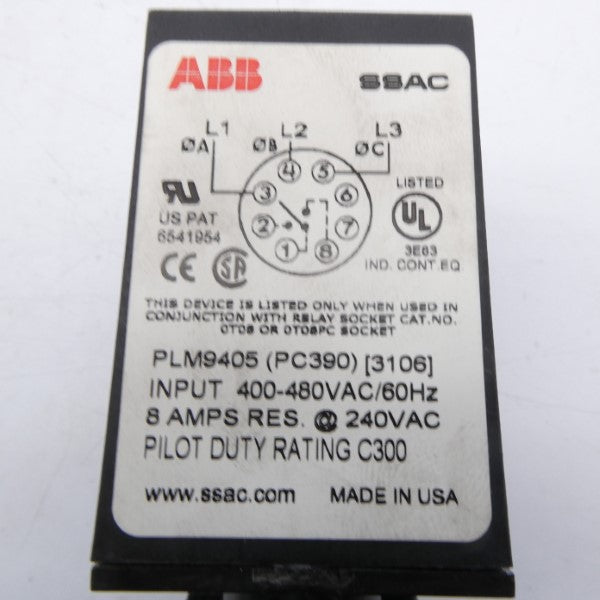 ABB SSAC
L1 L2 L3
ØA ØB ØC
4 5
3 6
2 7
1 8
RU
US PAT
6541954
CE SA
LISTED
UL
3E63
IND. CONT. EQ
THIS DEVICE IS LISTED ONLY WHEN USED IN
CONJUNCTION WITH RELAY SOCKET CAT.NO.
OT08 OR OT08PC SOCKET
PLM9405 (PC390) [3106]
INPUT 400-480VAC/60Hz
8 AMPS RES. @ 240VAC
PILOT DUTY RATING C300
www.ssac.com MADE IN USA